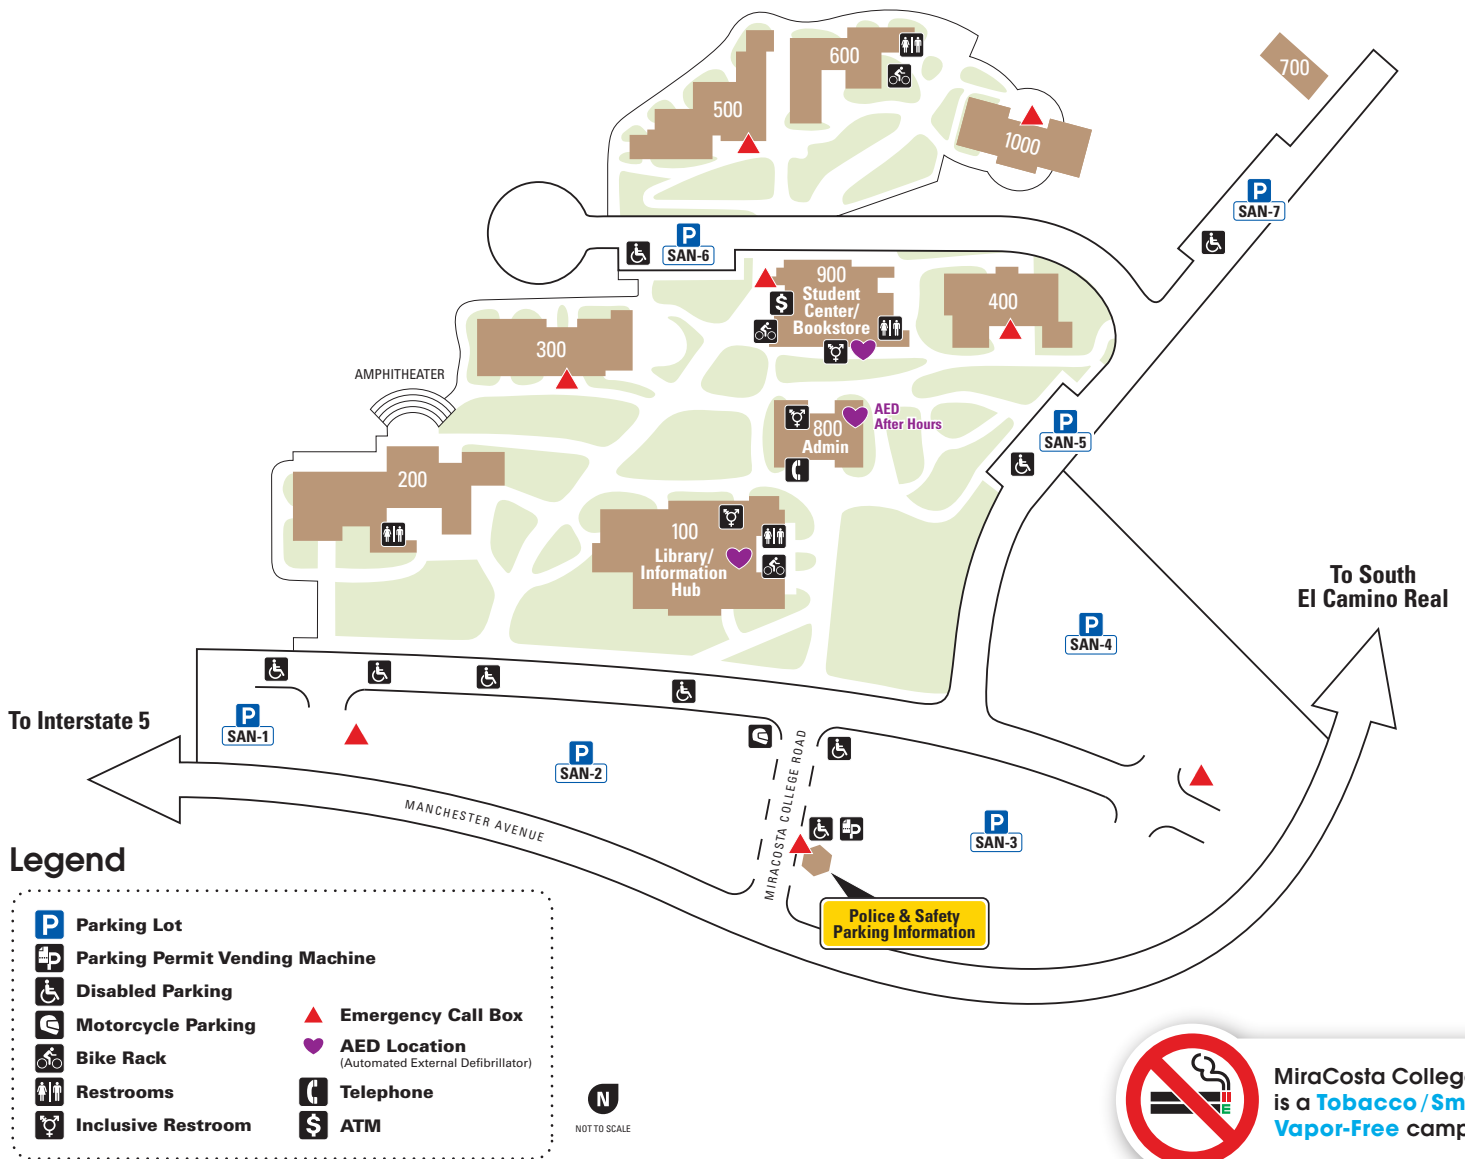 600
700
500
1000
P
SAN-7
P
SAN-6
900
Student
Center/
Bookstore
400
300
AMPHITHEATER
AED
After Hours
800
Admin
P
SAN-5
200
100
Library/
Information
Hub
To South
El Camino Real
P
SAN-4
To Interstate 5
P
SAN-1
P
SAN-2
MIRACOSTA COLLEGE ROAD
MANCHESTER AVENUE
P
SAN-3
Police & Safety
Parking Information
Legend
P Parking Lot
P Parking Permit Vending Machine
Disabled Parking
Motorcycle Parking
Bike Rack
Restrooms
Inclusive Restroom
Emergency Call Box
AED Location
(Automated External Defibrillator)
Telephone
$ ATM
N
NOT TO SCALE
MiraCosta College
is a Tobacco/Sm
Vapor-Free camp